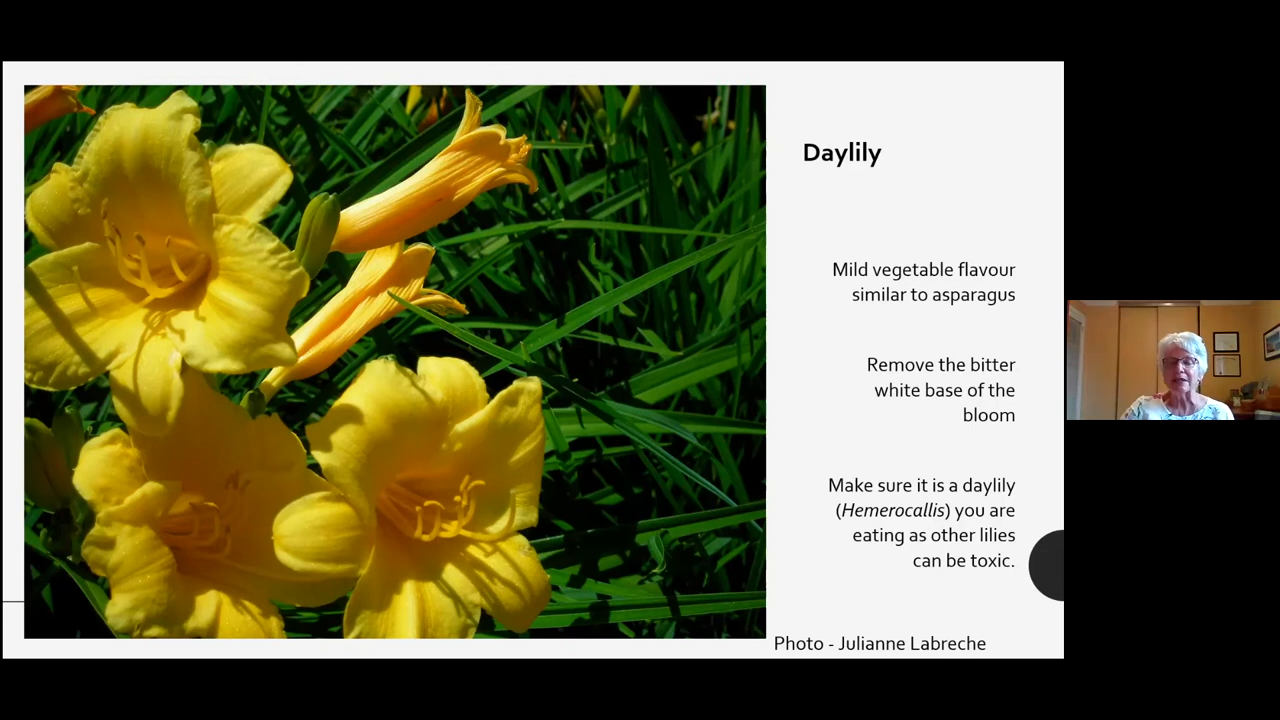 Daylily
Mild vegetable flavour
similar to asparagus
Remove the bitter
white base of the
bloom
Make sure it is a daylily
(Hemerocallis) you are
eating as other lilies
can be toxic.
Photo - Julianne Labreche